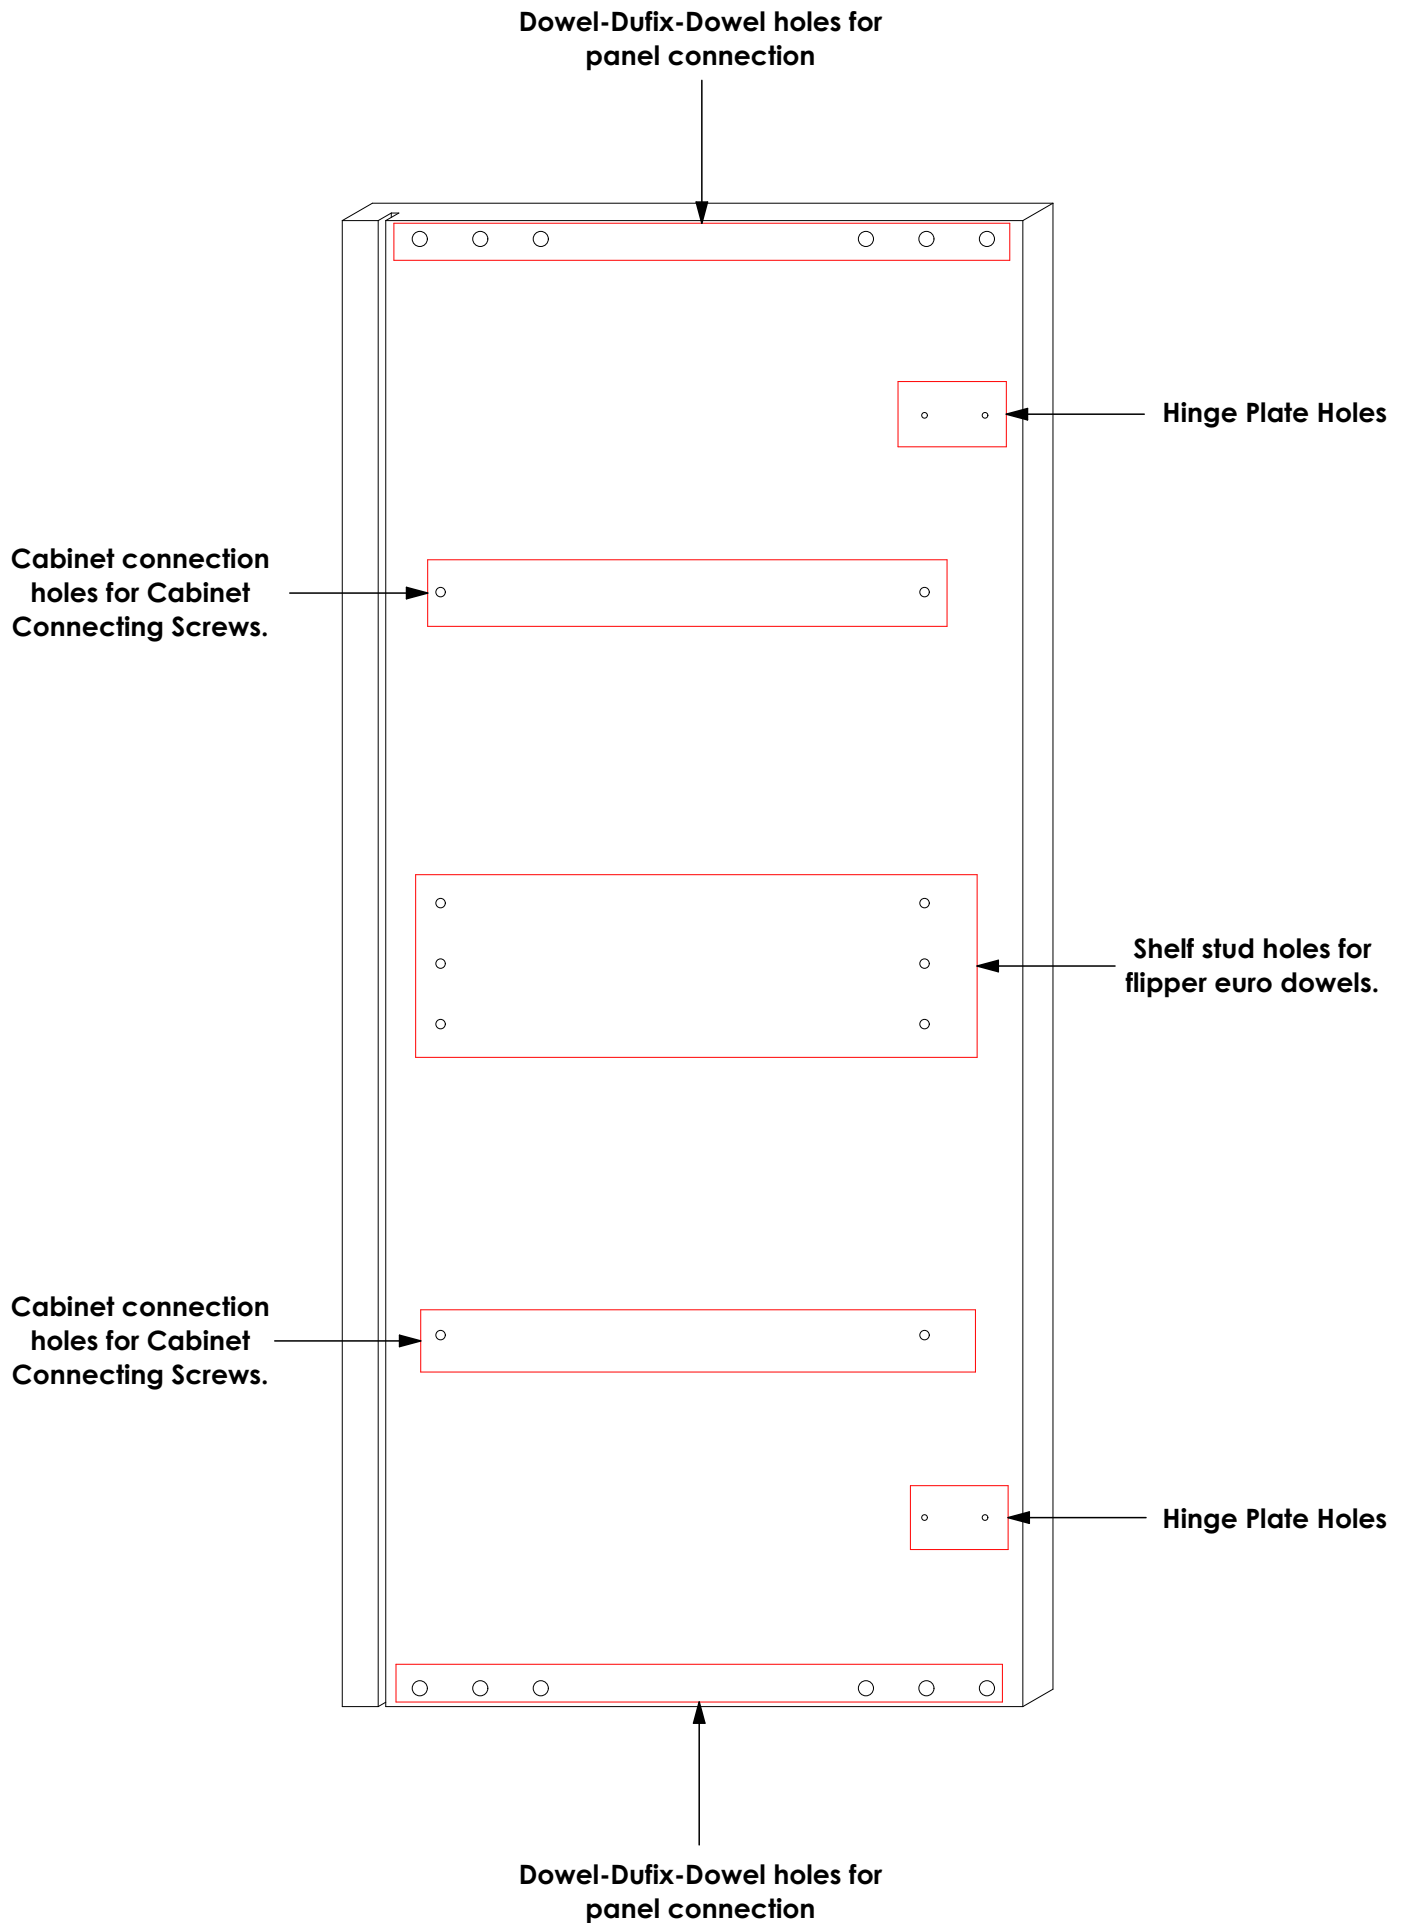 Dowel-Dufix-Dowel holes for
panel connection
Hinge Plate Holes
Cabinet connection
holes for Cabinet
Connecting Screws.
Shelf stud holes for
flipper euro dowels.
Cabinet connection
holes for Cabinet
Connecting Screws.
Hinge Plate Holes
Dowel-Dufix-Dowel holes for
panel connection